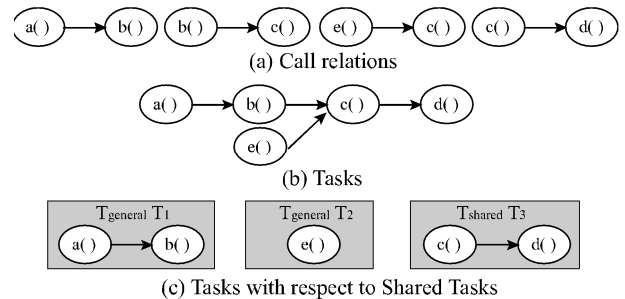 a( ) b( ) b( ) c( ) e( ) c( ) c( ) d( )
(a) Call relations
a( ) b( ) c( ) d( )
e( )
(b) Tasks
Tgeneral T1 Tgeneral T2 Tshared T3
a( ) b( ) e( ) c( ) d( )
(c) Tasks with respect to Shared Tasks